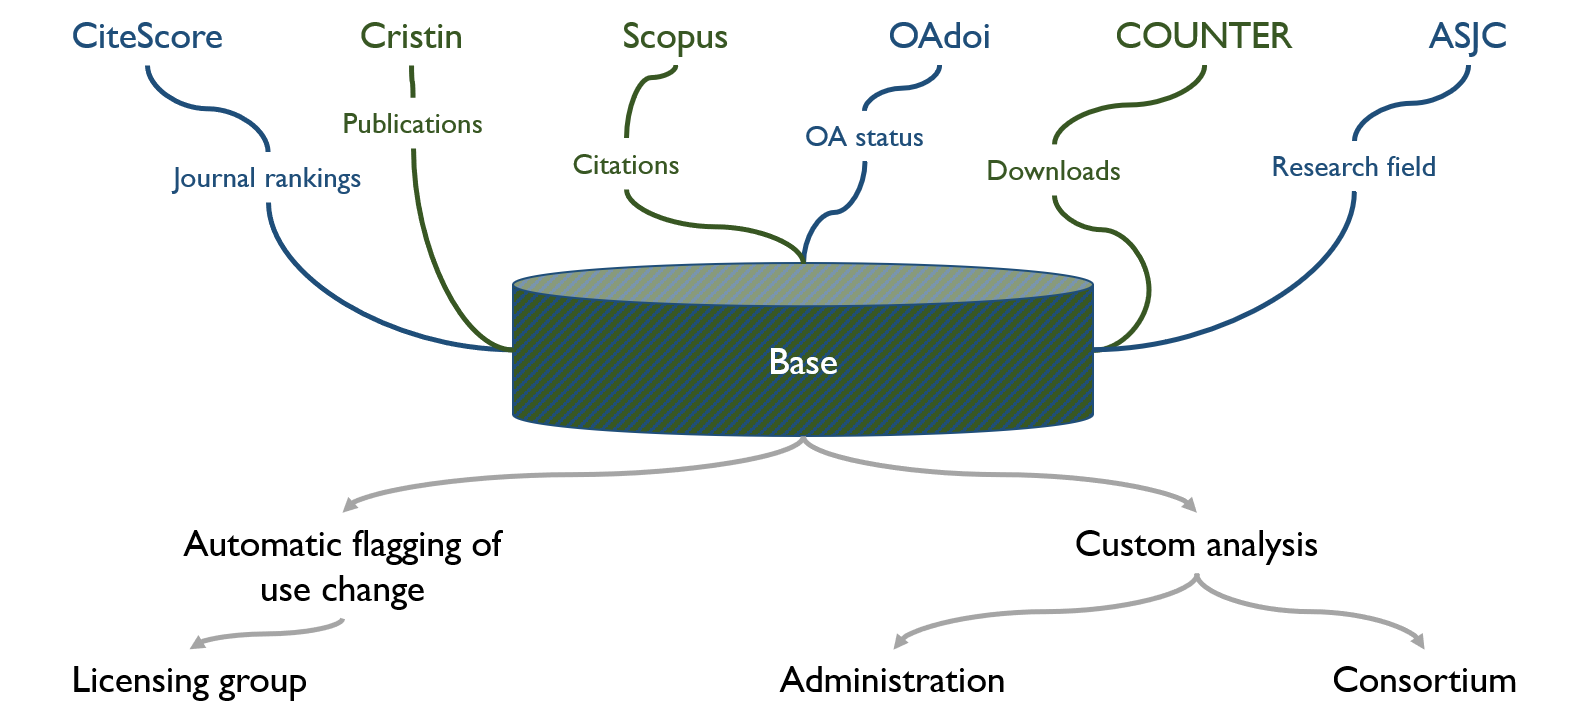 CiteScore
Cristin
Scopus
OAdoi
COUNTER
ASJC
Publications
OA status
Citations
Downloads
Research field
Journal rankings
Base
Automatic flagging of
use change
Custom analysis
Licensing group
Administration
Consortium